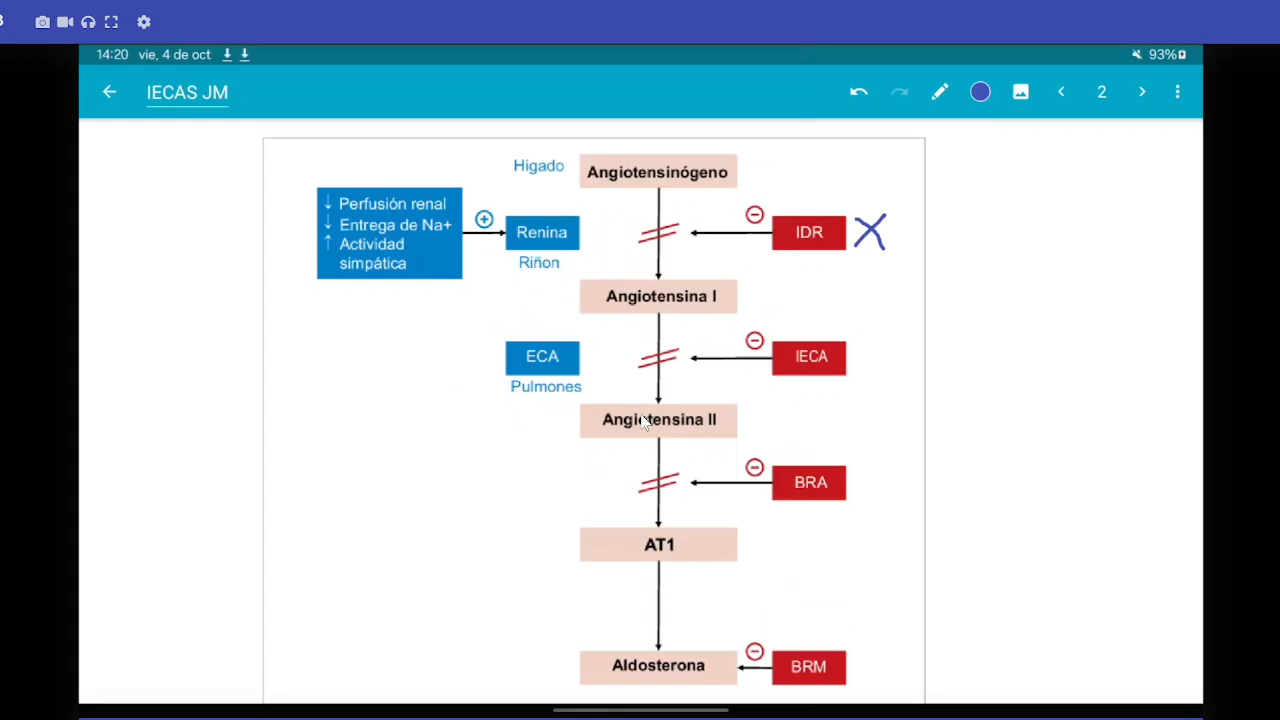 3
14:20 vie, 4 de oct 93%
IECAS JM 2
Higado Angiotensinógeno
↓ Perfusión renal
↓ Entrega de Na+
↑ Actividad
simpática
Renina IDR X
Riñon
Angiotensina I
ECA IECA
Pulmones
Angiotensina II
BRA
AT1
Aldosterona BRM